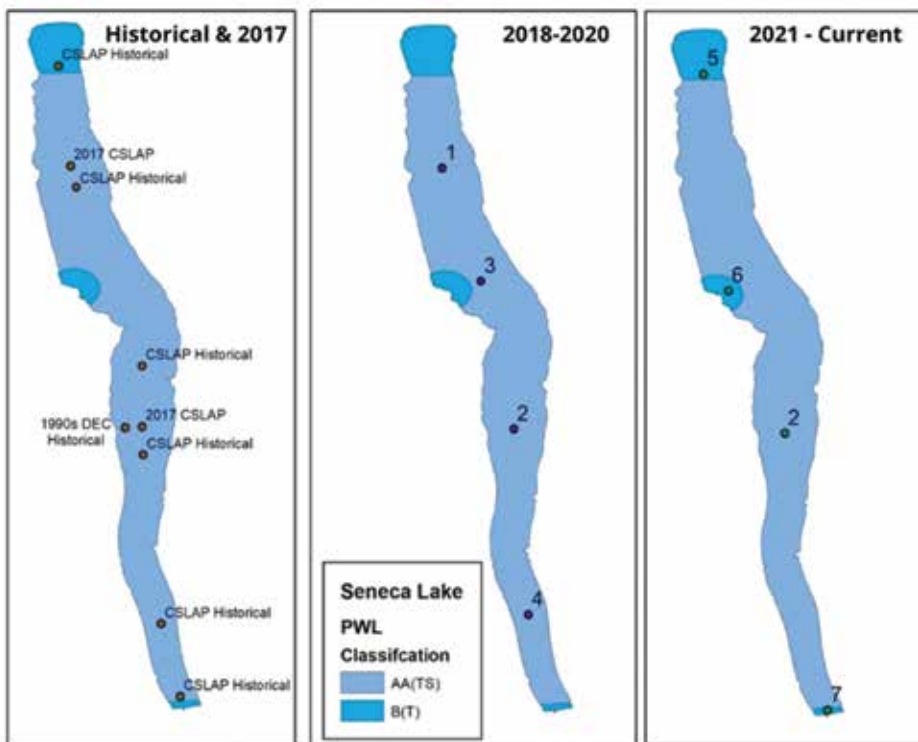 Historical & 2017
CSLAP Historical
2017 CSLAP
CSLAP Historical
CSLAP Historical
1990s DEC
Historical
2017 CSLAP
CSLAP Historical
CSLAP Historical
CSLAP Historical
2018-2020
1
3
2
4
Seneca Lake
PWL
Classifcation
AA(TS)
B(T)
2021 - Current
5
6
2
7